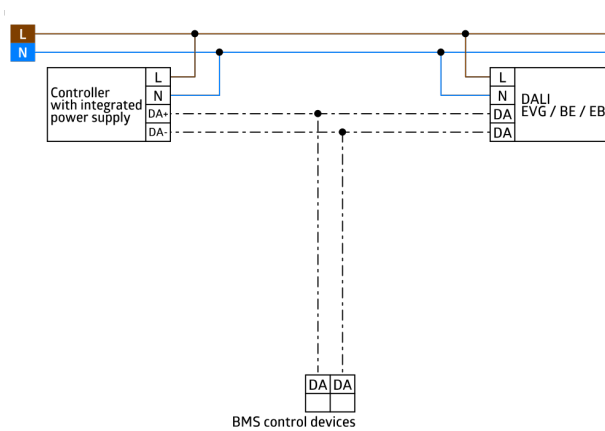 L
N
Controller
with integrated
power supply
L
N
DA+
DA-
L
N
DA
DA
DALI
EVG / BE / EB
DA DA
BMS control devices